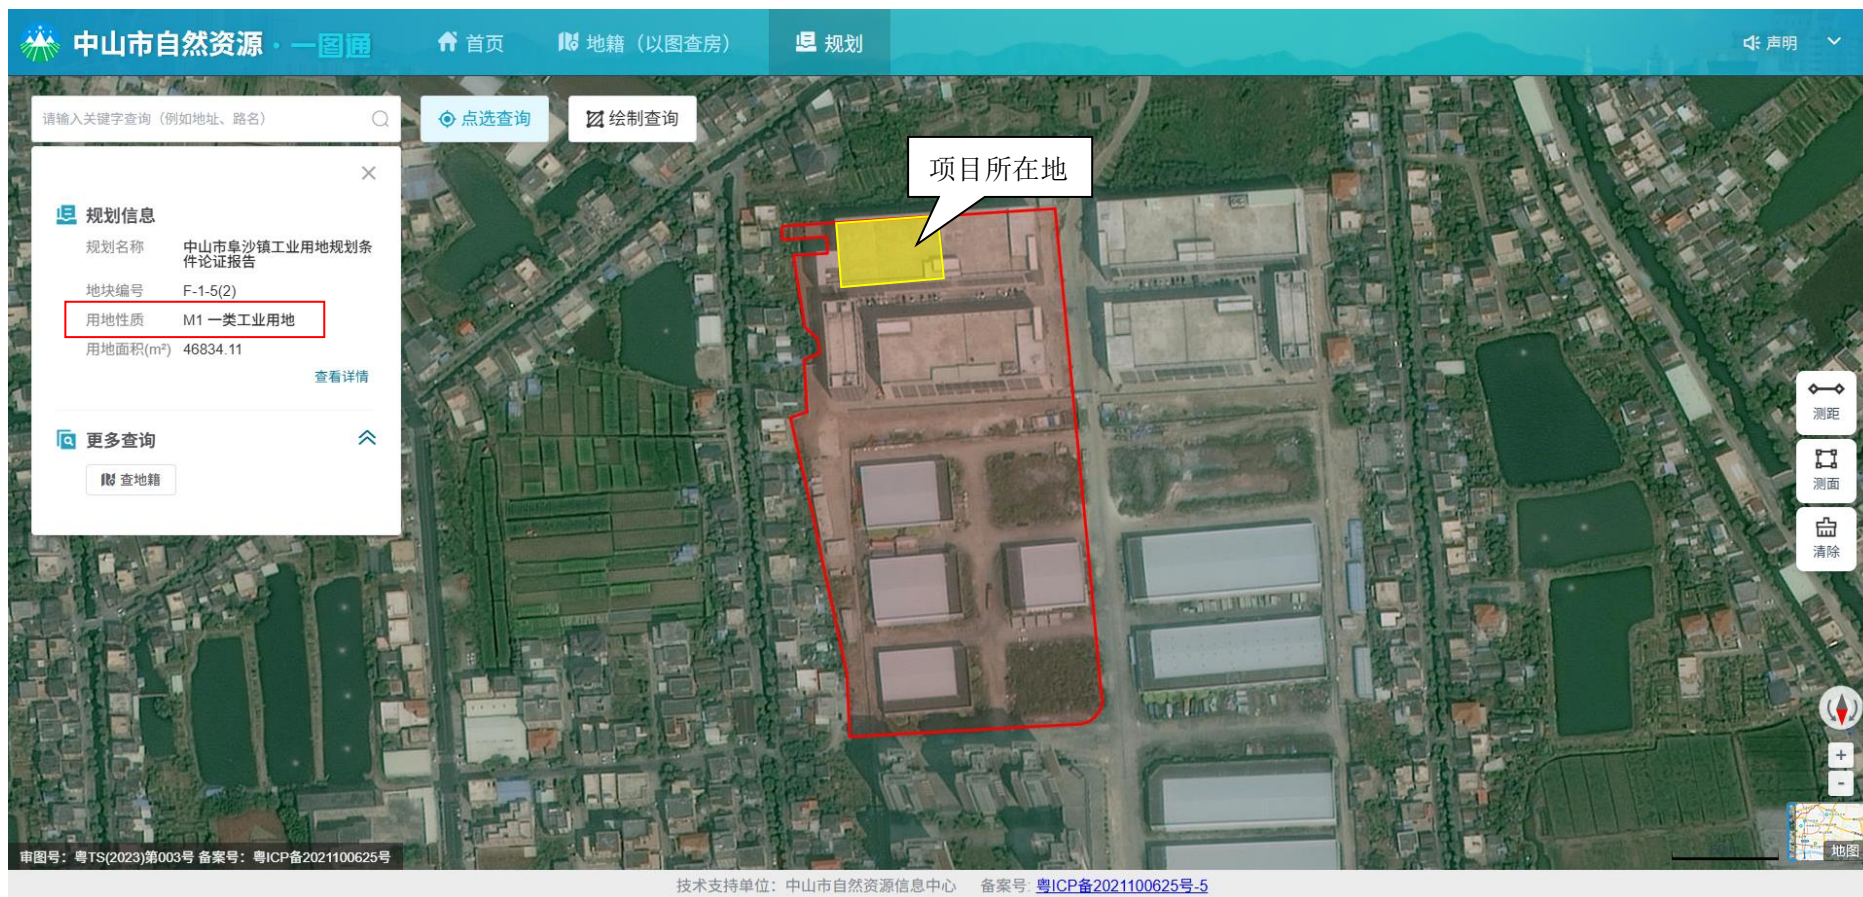 中山市自然资源·一图通
首页
地籍（以图查房）
规划
声明
请输入关键字查询（例如地址、路名）
点选查询
绘制查询
项目所在地
规划信息
规划名称 中山市阜沙镇工业用地规划条
件论证报告
地块编号 F-1-5(2)
用地性质 M1 一类工业用地
用地面积(m²) 46834.11
查看详情
更多查询
查地籍
测距
测面
清除
+
-
地图
审图号：粤TS(2023)第003号 备案号：粤ICP备2021100625号
技术支持单位：中山市自然资源信息中心 备案号: 粤ICP备2021100625号-5